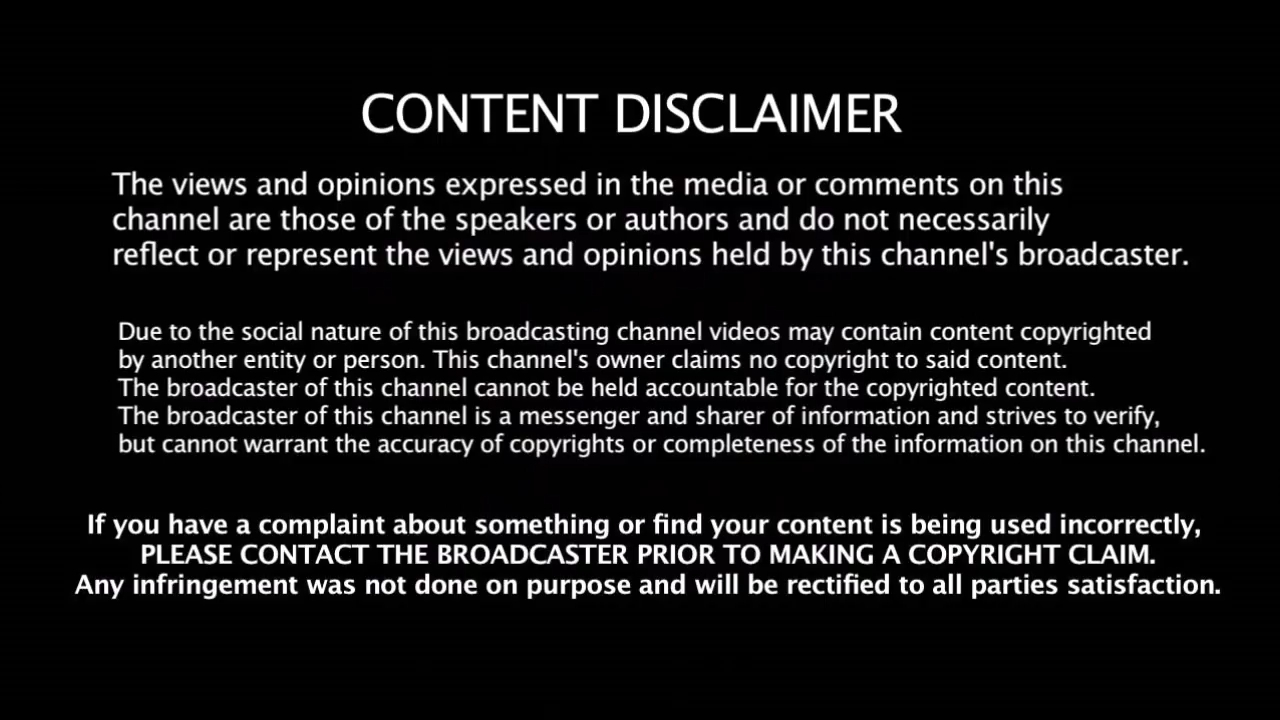 CONTENT DISCLAIMER
The views and opinions expressed in the media or comments on this
channel are those of the speakers or authors and do not necessarily
reflect or represent the views and opinions held by this channel's broadcaster.
Due to the social nature of this broadcasting channel videos may contain content copyrighted
by another entity or person. This channel's owner claims no copyright to said content.
The broadcaster of this channel cannot be held accountable for the copyrighted content.
The broadcaster of this channel is a messenger and sharer of information and strives to verify,
but cannot warrant the accuracy of copyrights or completeness of the information on this channel.
If you have a complaint about something or find your content is being used incorrectly,
PLEASE CONTACT THE BROADCASTER PRIOR TO MAKING A COPYRIGHT CLAIM.
Any infringement was not done on purpose and will be rectified to all parties satisfaction.